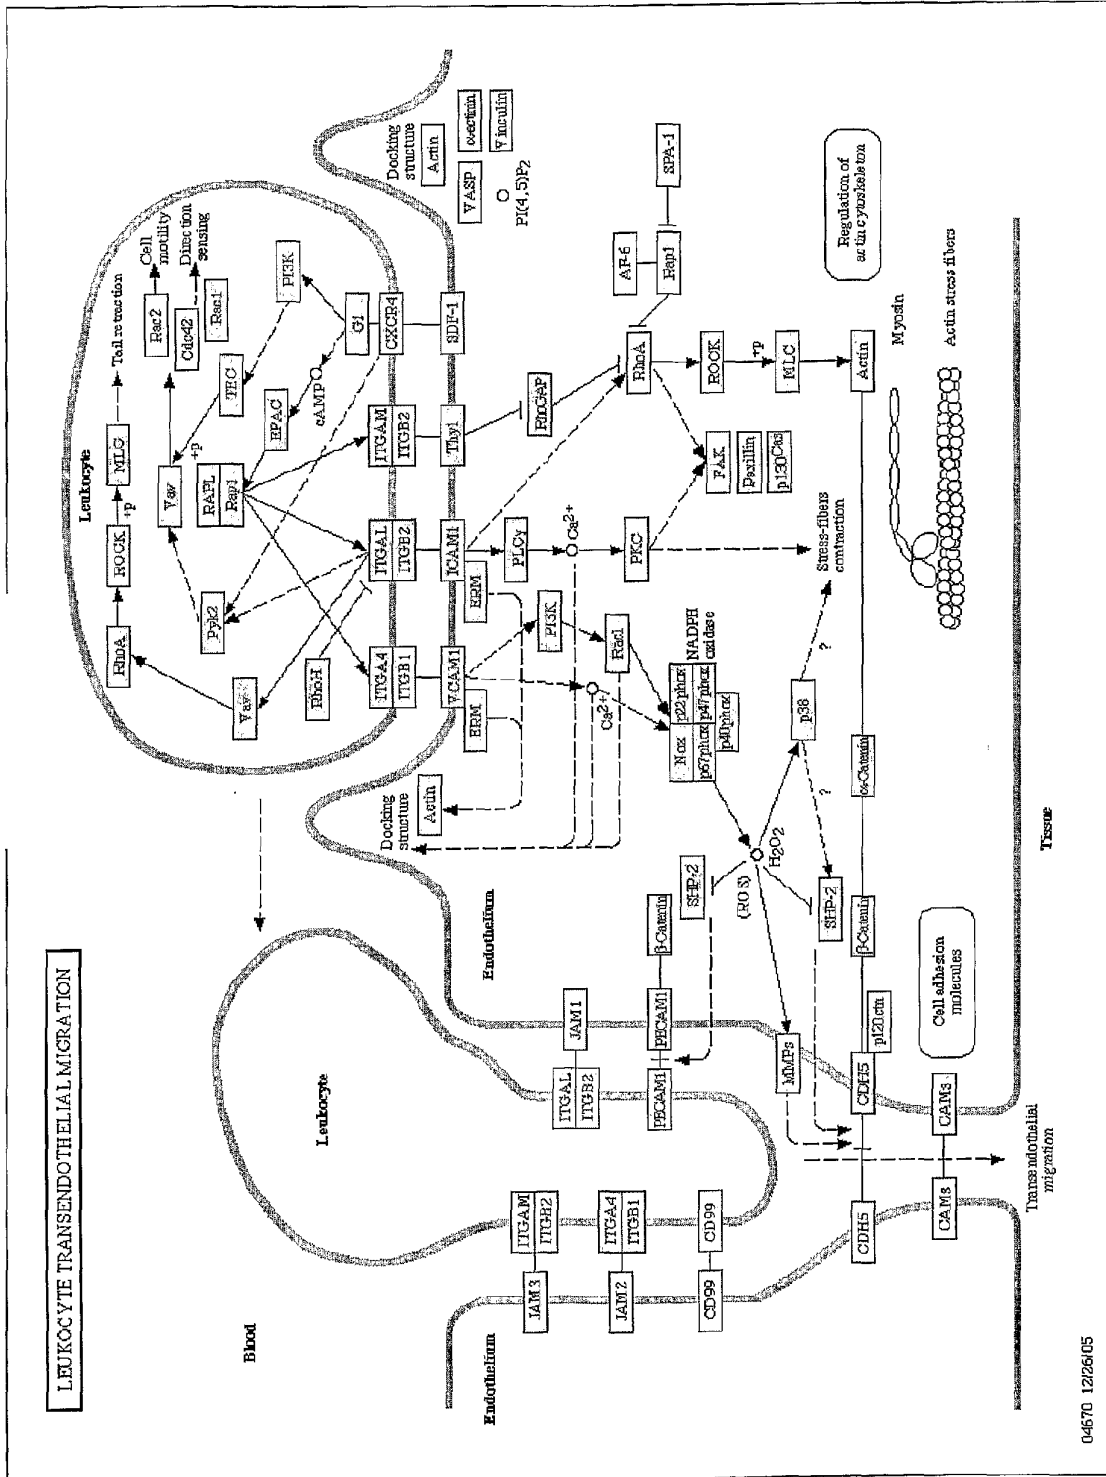 LEUKOCYTE TRANSENDOTHELIAL MIGRATION
Blood
Leukocyte
Leukocyte
RhoA
ROCK
+p
MLC
Tail retraction
Vav
Pyk2
Vav
+p
TEC
Rac2
Cell
motility
Cdc42
Direction
sensing
Rac1
PI3K
RhoH
RAPL
Rap1
EPAC
cAMP
G1
ITGA4
ITGB1
ITGAL
ITGB2
ITGAM
ITGB2
CXCR4
VCAM1
ERM
ICAM1
ERM
Thy1
SDF-1
Docking
structure
Actin
Docking
structure
Actin
VASP
α-actinin
Vinculin
PI(4,5)P2
Endothelium
Endothelium
PI3K
Rac1
Ca2+
PLCγ
Ca2+
PKC
RhoGAP
RhoA
AF-6
Rap1
SPA-1
ROCK
+p
MLC
Actin
FAK
Paxillin
p130Cas
Nox
p22phox
p67phox
p47phox
p40phox
NADPH
oxidase
H2O2
(ROS)
SHP-2
p38
?
?
SHP-2
Stress-fibers
contraction
JAM3
ITGAM
ITGB2
JAM2
ITGA4
ITGB1
CD99
CD99
ITGAL
ITGB2
JAM1
PECAM1
PECAM1
β-Catenin
MMPs
CDH5
CDH5
p120ctn
β-Catenin
α-Catenin
CAMs
CAMs
Cell adhesion
molecules
Regulation of
actin cytoskeleton
Myosin
Actin stress fibers
Transendothelial
migration
Tissue
04670 12/26/05